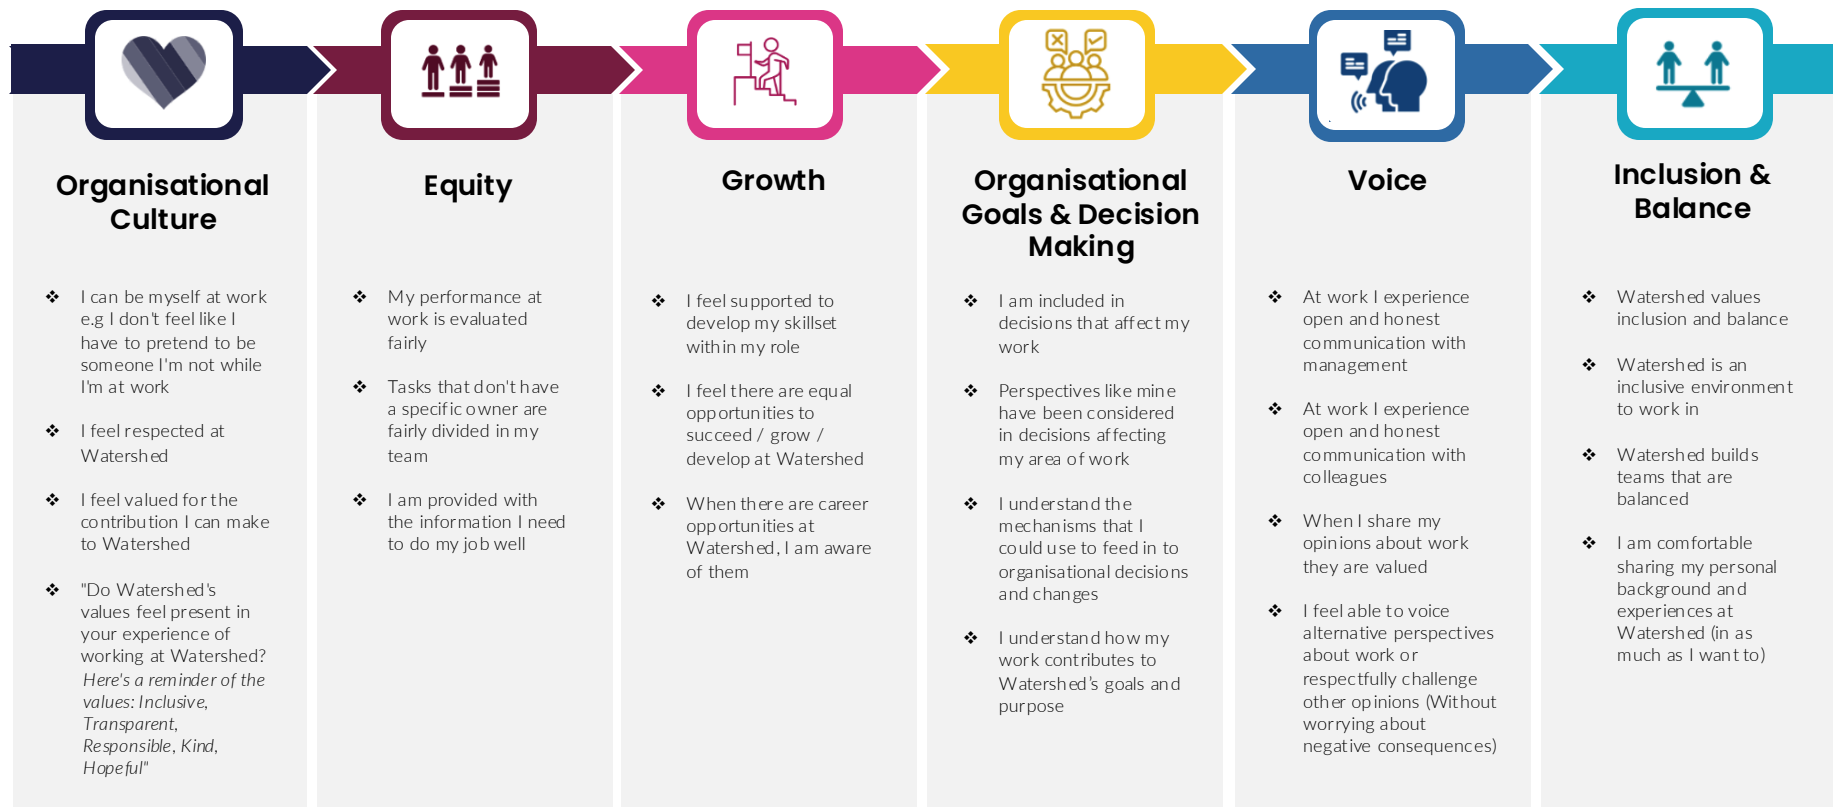 Organisational
Culture
❖ I can be myself at work
e.g I don't feel like I
have to pretend to be
someone I'm not while
I'm at work
❖ I feel respected at
Watershed
❖ I feel valued for the
contribution I can make
to Watershed
❖ "Do Watershed's
values feel present in
your experience of
working at Watershed?
Here's a reminder of the
values: Inclusive,
Transparent,
Responsible, Kind,
Hopeful"
Equity
❖ My performance at
work is evaluated
fairly
❖ Tasks that don't have
a specific owner are
fairly divided in my
team
❖ I am provided with
the information I need
to do my job well
Growth
❖ I feel supported to
develop my skillset
within my role
❖ I feel there are equal
opportunities to
succeed / grow /
develop at Watershed
❖ When there are career
opportunities at
Watershed, I am aware
of them
Organisational
Goals & Decision
Making
❖ I am included in
decisions that affect my
work
❖ Perspectives like mine
have been considered
in decisions affecting
my area of work
❖ I understand the
mechanisms that I
could use to feed in to
organisational decisions
and changes
❖ I understand how my
work contributes to
Watershed’s goals and
purpose
Voice
❖ At work I experience
open and honest
communication with
management
❖ At work I experience
open and honest
communication with
colleagues
❖ When I share my
opinions about work
they are valued
❖ I feel able to voice
alternative perspectives
about work or
respectfully challenge
other opinions (Without
worrying about
negative consequences)
Inclusion &
Balance
❖ Watershed values
inclusion and balance
❖ Watershed is an
inclusive environment
to work in
❖ Watershed builds
teams that are
balanced
❖ I am comfortable
sharing my personal
background and
experiences at
Watershed (in as
much as I want to)